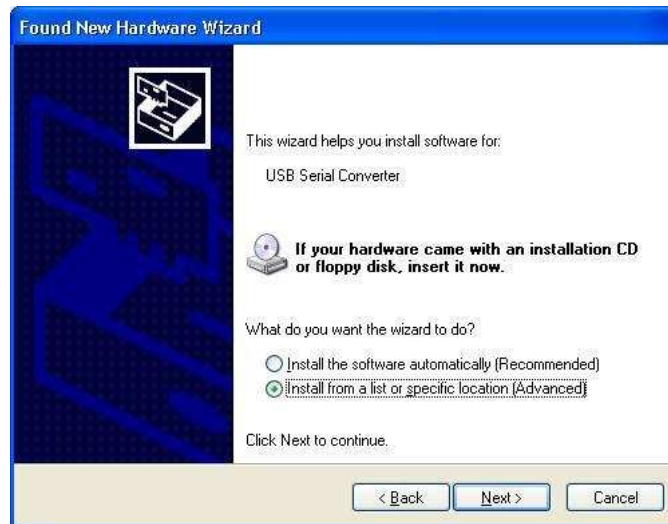 Found New Hardware Wizard
This wizard helps you install software for:
USB Serial Converter
If your hardware came with an installation CD
or floppy disk, insert it now.
What do you want the wizard to do?
Install the software automatically (Recommended)
Install from a list or specific location (Advanced)
Click Next to continue.
< Back Next > Cancel